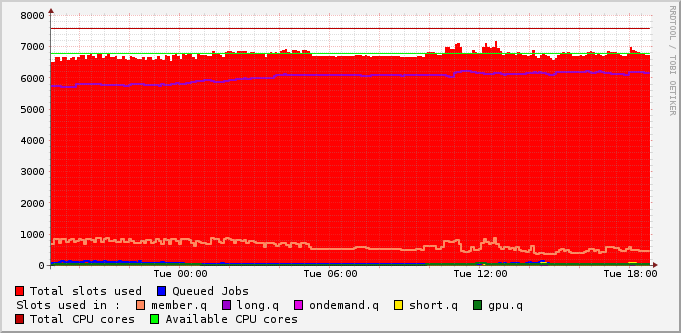 8000
7000
6000
5000
4000
3000
2000
1000
0
Tue 00:00 Tue 06:00 Tue 12:00 Tue 18:00
RRDTOOL / TOBI OETIKER
Total slots used Queued Jobs
Slots used in : member.q long.q ondemand.q short.q gpu.q
Total CPU cores Available CPU cores